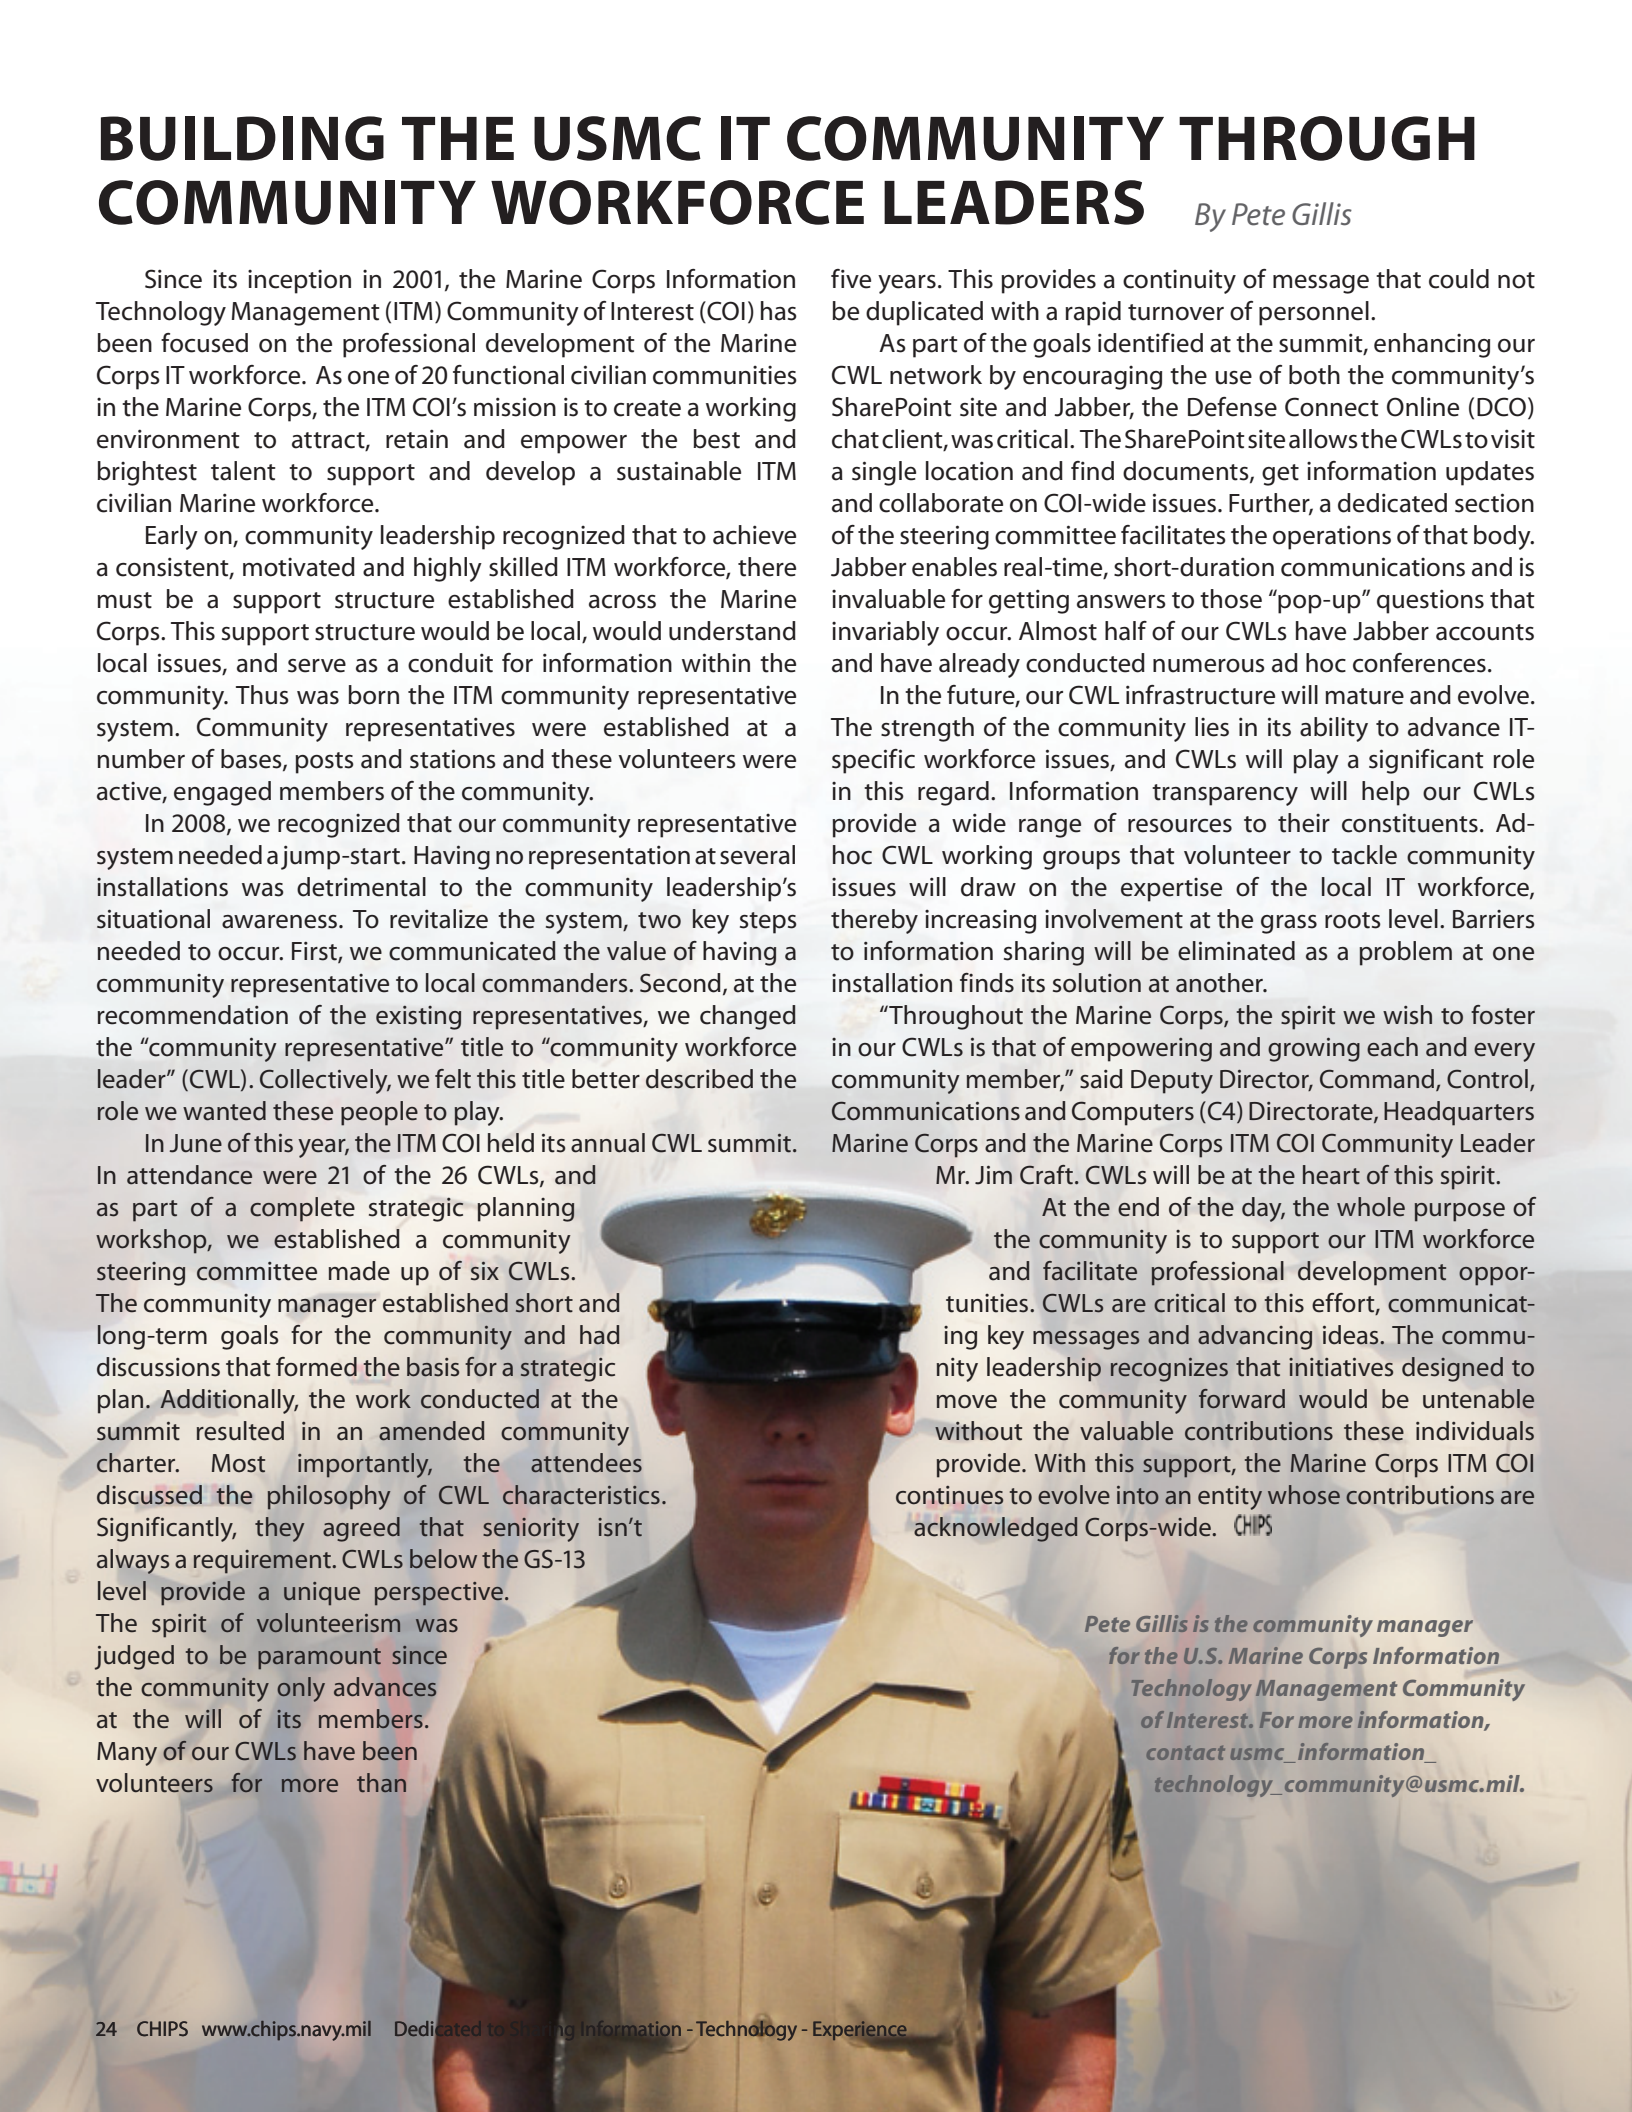 BUILDING THE USMC IT COMMUNITY THROUGH
COMMUNITY WORKFORCE LEADERS By Pete Gillis
Since its inception in 2001, the Marine Corps Information
Technology Management (ITM) Community of Interest (COI) has
been focused on the professional development of the Marine
Corps IT workforce. As one of 20 functional civilian communities
in the Marine Corps, the ITM COI's mission is to create a working
environment to attract, retain and empower the best and
brightest talent to support and develop a sustainable ITM
civilian Marine workforce.
Early on, community leadership recognized that to achieve
a consistent, motivated and highly skilled ITM workforce, there
must be a support structure established across the Marine
Corps. This support structure would be local, would understand
local issues, and serve as a conduit for information within the
community. Thus was born the ITM community representative
system. Community representatives were established at a
number of bases, posts and stations and these volunteers were
active, engaged members of the community.
In 2008, we recognized that our community representative
system needed a jump-start. Having no representation at several
installations was detrimental to the community leadership's
situational awareness. To revitalize the system, two key steps
needed to occur. First, we communicated the value of having a
community representative to local commanders. Second, at the
recommendation of the existing representatives, we changed
the “community representative” title to “community workforce
leader” (CWL). Collectively, we felt this title better described the
role we wanted these people to play.
In June of this year, the ITM COI held its annual CWL summit.
In attendance were 21 of the 26 CWLs, and
as part of a complete strategic planning
workshop, we established a community
steering committee made up of six CWLs.
The community manager established short and
long-term goals for the community and had
discussions that formed the basis for a strategic
plan. Additionally, the work conducted at the
summit resulted in an amended community
charter. Most importantly, the attendees
discussed the philosophy of CWL characteristics.
Significantly, they agreed that seniority isn't
always a requirement. CWLs below the GS-13
level provide a unique perspective.
The spirit of volunteerism was
judged to be paramount since
the community only advances
at the will of its members.
Many of our CWLs have been
volunteers for more than
five years. This provides a continuity of message that could not
be duplicated with a rapid turnover of personnel.
As part of the goals identified at the summit, enhancing our
CWL network by encouraging the use of both the community's
SharePoint site and Jabber, the Defense Connect Online (DCO)
chat client, was critical. The SharePoint site allows the CWLs to visit
a single location and find documents, get information updates
and collaborate on COI-wide issues. Further, a dedicated section
of the steering committee facilitates the operations of that body.
Jabber enables real-time, short-duration communications and is
invaluable for getting answers to those “pop-up” questions that
invariably occur. Almost half of our CWLs have Jabber accounts
and have already conducted numerous ad hoc conferences.
In the future, our CWL infrastructure will mature and evolve.
The strength of the community lies in its ability to advance IT-
specific workforce issues, and CWLs will play a significant role
in this regard. Information transparency will help our CWLs
provide a wide range of resources to their constituents. Ad-
hoc CWL working groups that volunteer to tackle community
issues will draw on the expertise of the local IT workforce,
thereby increasing involvement at the grass roots level. Barriers
to information sharing will be eliminated as a problem at one
installation finds its solution at another.
“Throughout the Marine Corps, the spirit we wish to foster
in our CWLs is that of empowering and growing each and every
community member,” said Deputy Director, Command, Control,
Communications and Computers (C4) Directorate, Headquarters
Marine Corps and the Marine Corps ITM COI Community Leader
Mr. Jim Craft. CWLs will be at the heart of this spirit.
At the end of the day, the whole purpose of
the community is to support our ITM workforce
and facilitate professional development oppor-
tunities. CWLs are critical to this effort, communicat-
ing key messages and advancing ideas. The commu-
nity leadership recognizes that initiatives designed to
move the community forward would be untenable
without the valuable contributions these individuals
provide. With this support, the Marine Corps ITM COI
continues to evolve into an entity whose contributions are
acknowledged Corps-wide. CHIPS
Pete Gillis is the community manager
for the U.S. Marine Corps Information
Technology Management Community
of Interest. For more information,
contact usmc_information_
technology_community@usmc.mil.
24 CHIPS www.chips.navy.mil Dedicated to Sharing Information - Technology - Experience